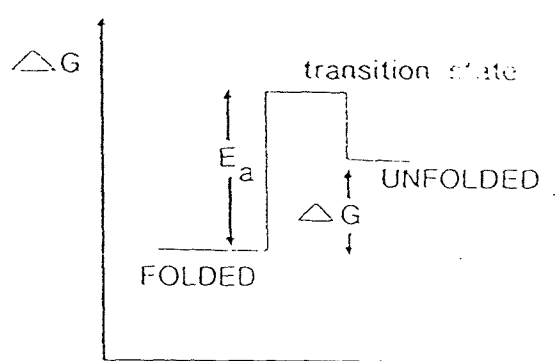 △G
transition state
Ea
UNFOLDED
△G
FOLDED